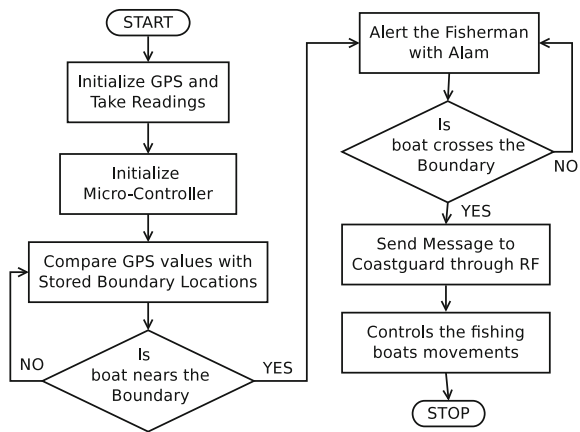 START
Initialize GPS and
Take Readings
Initialize
Micro-Controller
Compare GPS values with
Stored Boundary Locations
Is
boat nears the
Boundary
NO
YES
Alert the Fisherman
with Alam
Is
boat crosses the
Boundary
NO
YES
Send Message to
Coastguard through RF
Controls the fishing
boats movements
STOP